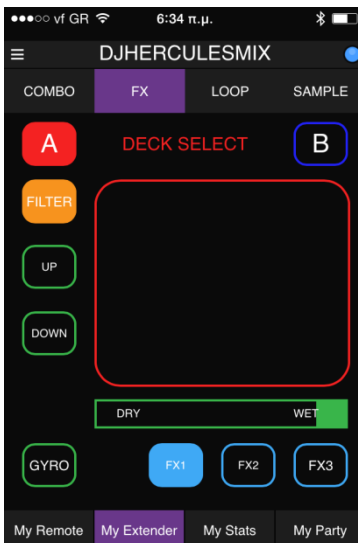 vf GR 6:34 π.μ.
DJHERCULESMIX
COMBO FX LOOP SAMPLE
A DECK SELECT B
FILTER
UP
DOWN
DRY WET
GYRO FX1 FX2 FX3
My Remote My Extender My Stats My Party